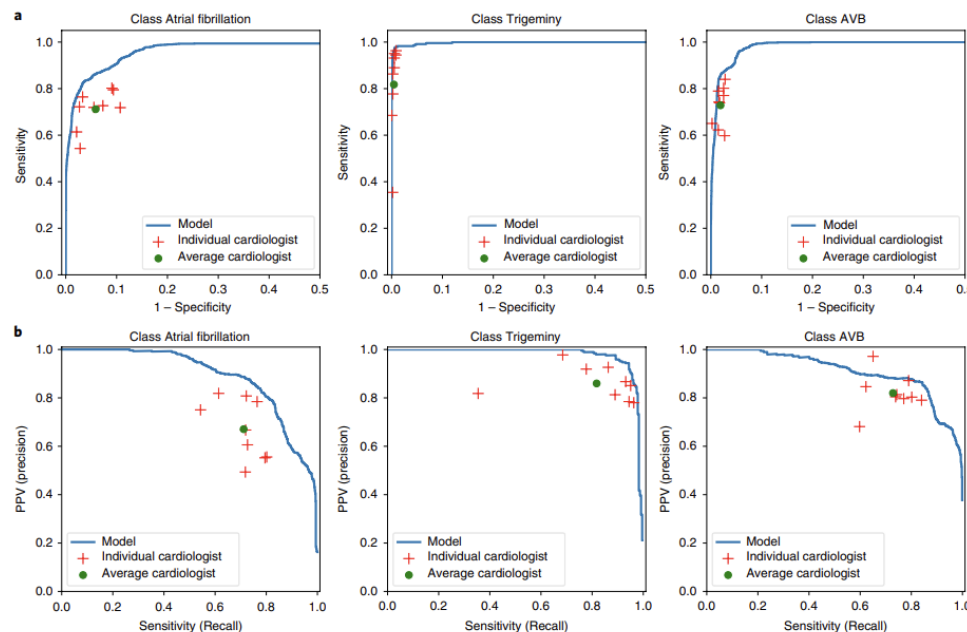 a
Class Atrial fibrillation
Class Trigeminy
Class AVB
1.0
0.8
0.6
0.4
0.2
0.0
Sensitivity
Model
Individual cardiologist
Average cardiologist
0.0 0.1 0.2 0.3 0.4 0.5
1 – Specificity
1.0
0.8
0.6
0.4
0.2
0.0
Sensitivity
Model
Individual cardiologist
Average cardiologist
0.0 0.1 0.2 0.3 0.4 0.5
1 – Specificity
1.0
0.8
0.6
0.4
0.2
0.0
Sensitivity
Model
Individual cardiologist
Average cardiologist
0.0 0.1 0.2 0.3 0.4 0.5
1 – Specificity
b
Class Atrial fibrillation
Class Trigeminy
Class AVB
1.0
0.8
0.6
0.4
0.2
0.0
PPV (precision)
Model
Individual cardiologist
Average cardiologist
0.0 0.2 0.4 0.6 0.8 1.0
Sensitivity (Recall)
1.0
0.8
0.6
0.4
0.2
0.0
PPV (precision)
Model
Individual cardiologist
Average cardiologist
0.0 0.2 0.4 0.6 0.8 1.0
Sensitivity (Recall)
1.0
0.8
0.6
0.4
0.2
0.0
PPV (precision)
Model
Individual cardiologist
Average cardiologist
0.0 0.2 0.4 0.6 0.8 1.0
Sensitivity (Recall)